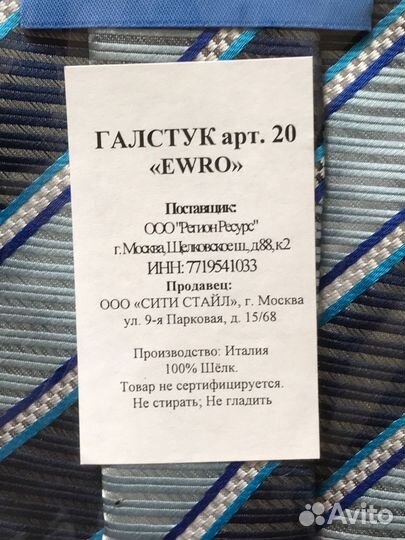 ГАЛСТУК арт. 20
«EWRO»
Поставщик:
ООО "Регион Ресурс"
г. Москва, Щелковское ш., д.88, к.2
ИНН: 7719541033
Продавец:
ООО «СИТИ СТАЙЛ», г. Москва
ул. 9-я Парковая, д. 15/68
Производство: Италия
100% Шёлк.
Товар не сертифицируется.
Не стирать; Не гладить
Avito